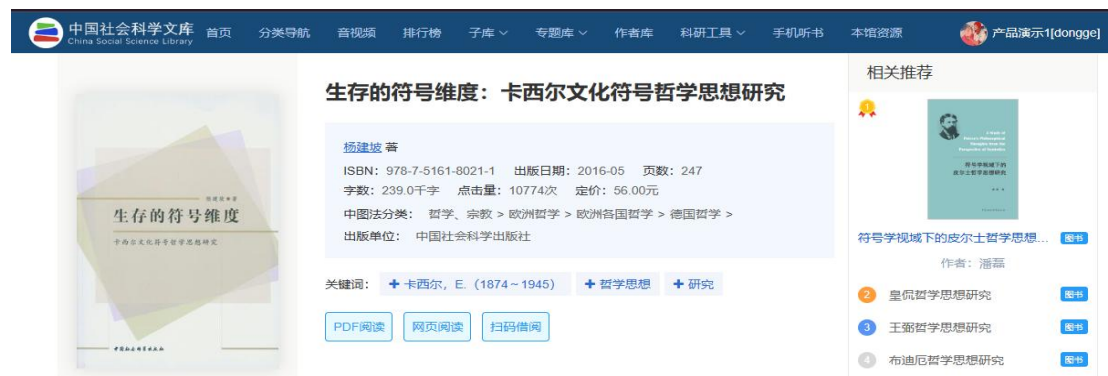 中国社会科学文库
China Social Science Library
首页 分类导航 音视频 排行榜 子库 专题库 作者库 科研工具 手机听书 本馆资源 产品演示1[dongge]
生存的符号维度：卡西尔文化符号哲学思想研究
杨建坡 著
ISBN： 978-7-5161-8021-1 出版日期： 2016-05 页数： 247
字数： 239.0千字 点击量： 10774次 定价： 56.00元
中图法分类： 哲学、宗教 > 欧洲哲学 > 欧洲各国哲学 > 德国哲学 >
出版单位： 中国社会科学出版社
关键词： + 卡西尔，E.（1874～1945） + 哲学思想 + 研究
PDF阅读 网页阅读 扫码借阅
生存的符号维度
卡西尔文化符号哲学思想研究
中国社会科学出版社
相关推荐
符号学视域下的
皮尔士哲学思想研究
符号学视域下的皮尔士哲学思想... 图书
作者：潘磊
2 皇侃哲学思想研究 图书
3 王弼哲学思想研究 图书
4 布迪厄哲学思想研究 图书